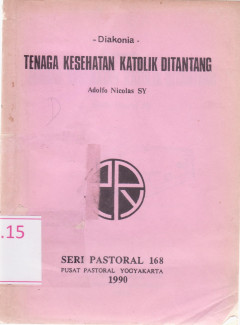 - Diakonia -
TENAGA KESEHATAN KATOLIK DITANTANG
Adolfo Nicolas SY
.15
SERI PASTORAL 168
PUSAT PASTORAL YOGYAKARTA
1990